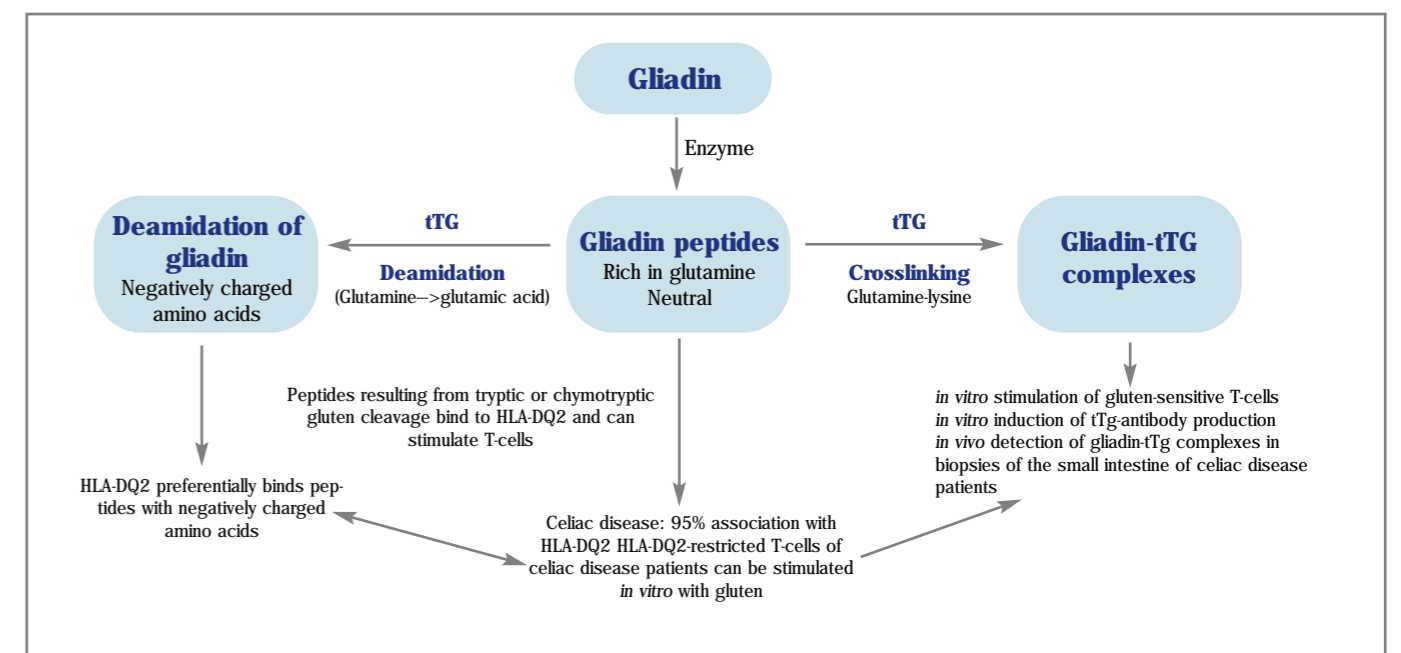 Gliadin
Enzyme
Deamidation of
gliadin
Negatively charged
amino acids
tTG
Deamidation
(Glutamine--->glutamic acid)
Gliadin peptides
Rich in glutamine
Neutral
tTG
Crosslinking
Glutamine-lysine
Gliadin-tTG
complexes
Peptides resulting from tryptic or chymotryptic
gluten cleavage bind to HLA-DQ2 and can
stimulate T-cells
in vitro stimulation of gluten-sensitive T-cells
in vitro induction of tTg-antibody production
in vivo detection of gliadin-tTg complexes in
biopsies of the small intestine of celiac disease
patients
HLA-DQ2 preferentially binds pep-
tides with negatively charged
amino acids
Celiac disease: 95% association with
HLA-DQ2 HLA-DQ2-restricted T-cells of
celiac disease patients can be stimulated
in vitro with gluten